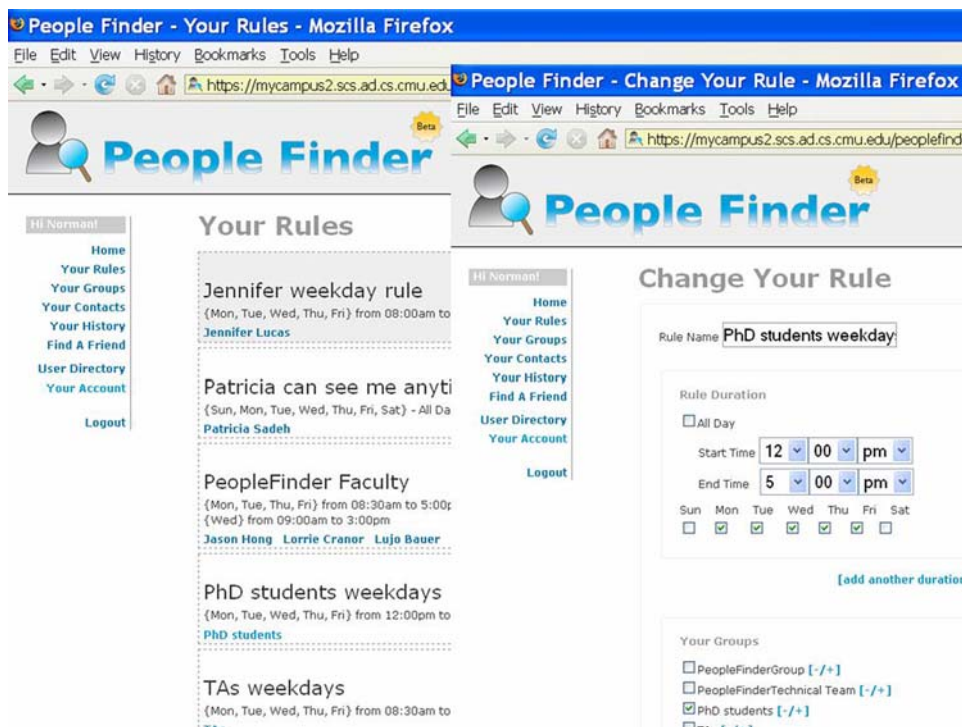 People Finder - Your Rules - Mozilla Firefox
File Edit View History Bookmarks Tools Help
https://mycampus2.scs.ad.cs.cmu.edu
Beta
People Finder
Hi Norman!
Home
Your Rules
Your Groups
Your Contacts
Your History
Find A Friend
User Directory
Your Account
Logout
Your Rules
Jennifer weekday rule
{Mon, Tue, Wed, Thu, Fri} from 08:00am to
Jennifer Lucas
Patricia can see me anyti
{Sun, Mon, Tue, Wed, Thu, Fri, Sat} - All Da
Patricia Sadeh
PeopleFinder Faculty
{Mon, Tue, Thu, Fri} from 08:30am to 5:00p
{Wed} from 09:00am to 3:00pm
Jason Hong Lorrie Cranor Lujo Bauer
PhD students weekdays
{Mon, Tue, Wed, Thu, Fri} from 12:00pm to
PhD students
TAs weekdays
{Mon, Tue, Wed, Thu, Fri} from 08:30am to
People Finder - Change Your Rule - Mozilla Firefox
File Edit View History Bookmarks Tools Help
https://mycampus2.scs.ad.cs.cmu.edu/peoplefind
Beta
People Finder
Hi Norman!
Home
Your Rules
Your Groups
Your Contacts
Your History
Find A Friend
User Directory
Your Account
Logout
Change Your Rule
Rule Name PhD students weekday
Rule Duration
All Day
Start Time 12 00 pm
End Time 5 00 pm
Sun Mon Tue Wed Thu Fri Sat
[add another duration
Your Groups
PeopleFinderGroup [-/+]
PeopleFinderTechnical Team [-/+]
PhD students [-/+]